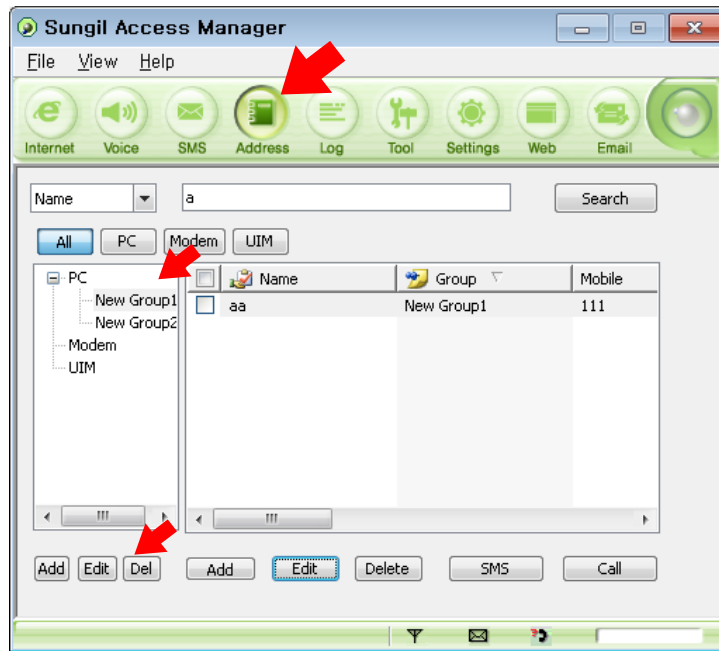 Sungil Access Manager
File View Help
Internet Voice SMS Address Log Tool Settings Web Email
Name a Search
All PC Modem UIM
PC
New Group1
New Group2
Modem
UIM
Name Group Mobile
aa New Group1 111
Add Edit Del Add Edit Delete SMS Call